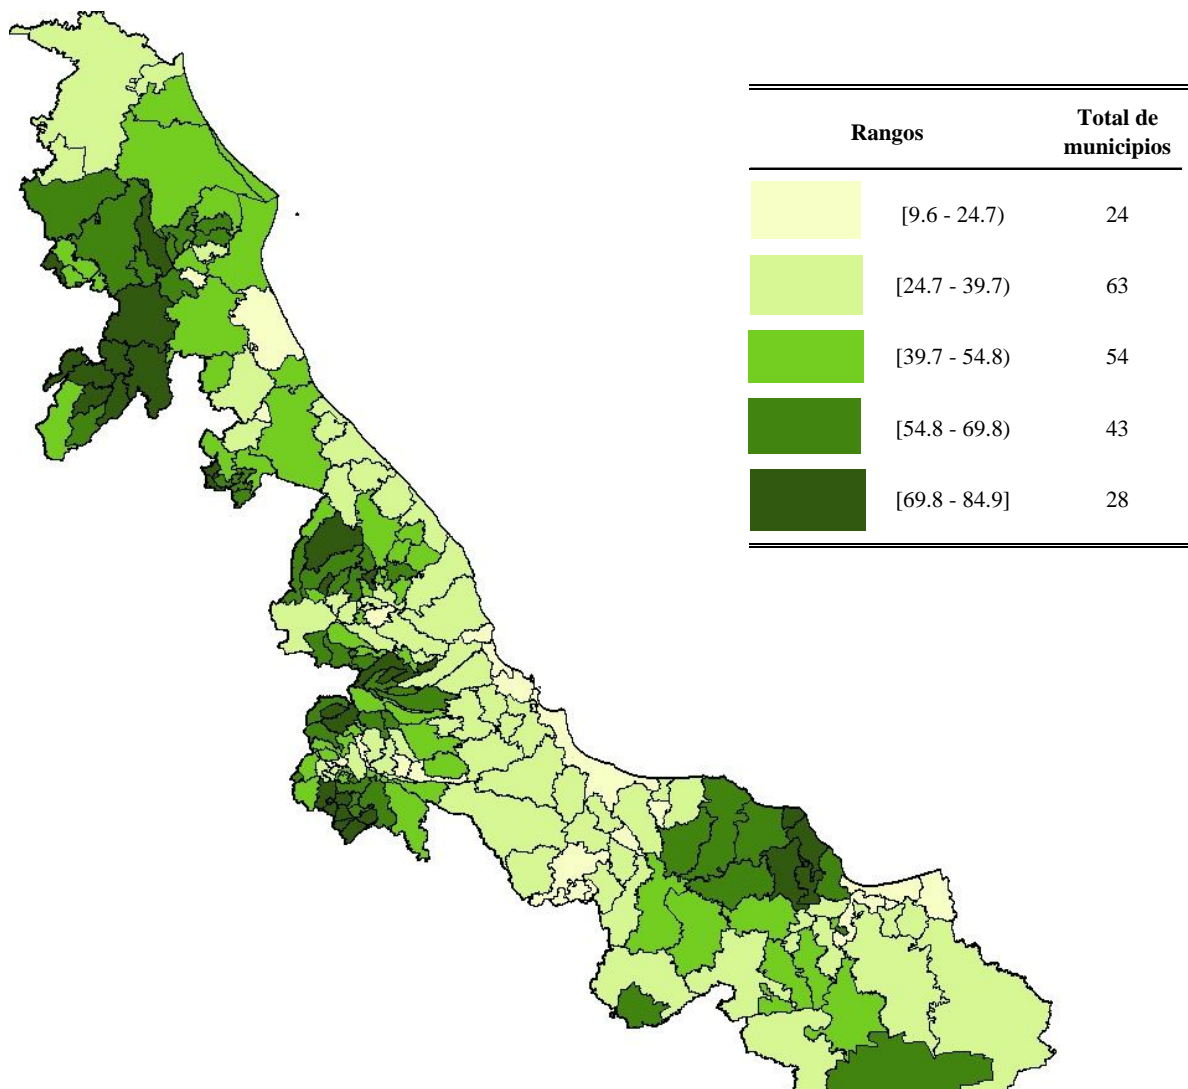 Rangos
Total de
municipios
[9.6 - 24.7) 24
[24.7 - 39.7) 63
[39.7 - 54.8) 54
[54.8 - 69.8) 43
[69.8 - 84.9] 28